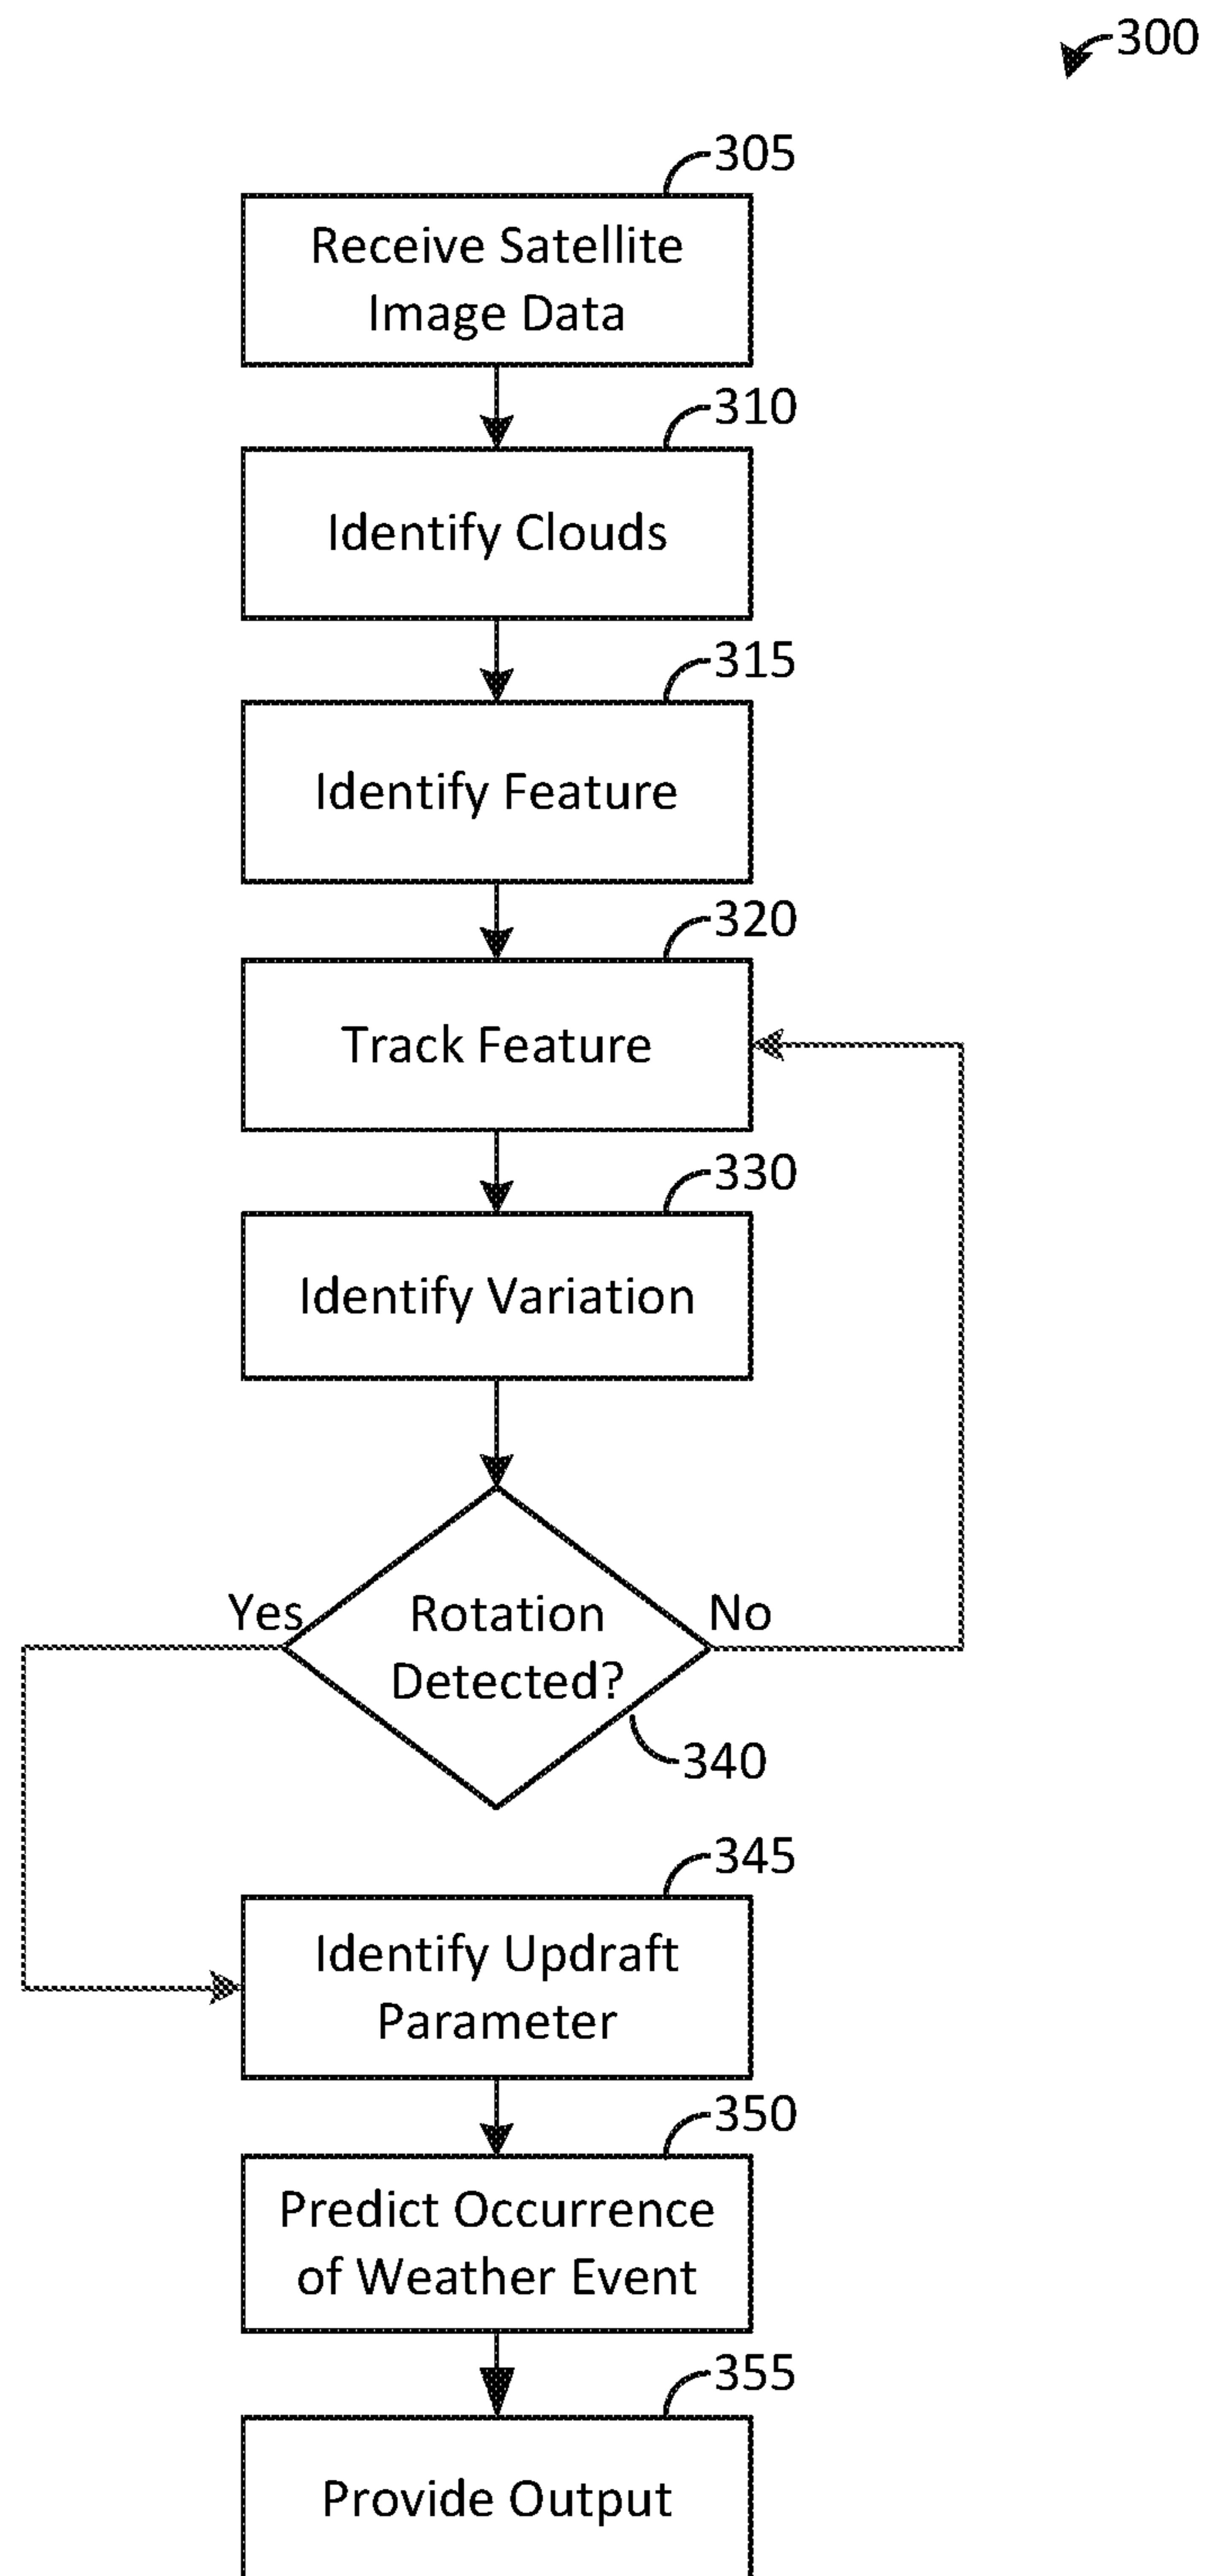 300
305
Receive Satellite
Image Data
310
Identify Clouds
315
Identify Feature
320
Track Feature
330
Identify Variation
Yes
Rotation
Detected?
No
340
345
Identify Updraft
Parameter
350
Predict Occurrence
of Weather Event
355
Provide Output